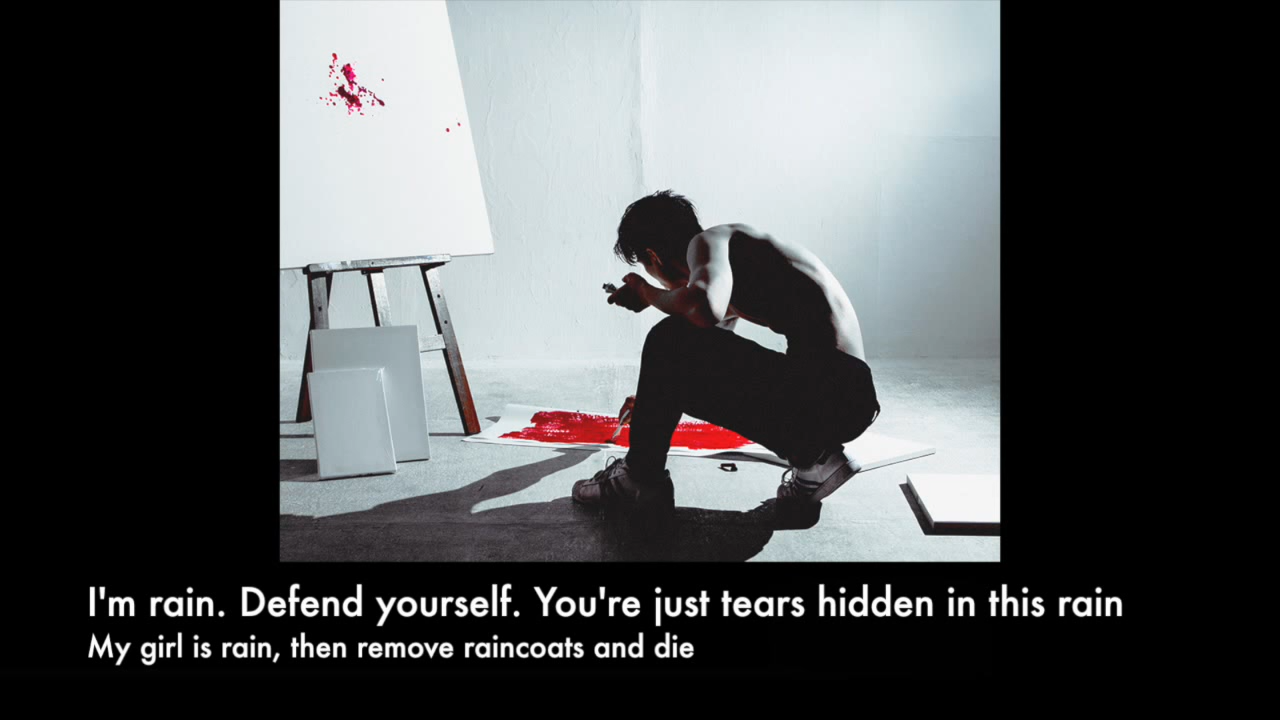 I'm rain. Defend yourself. You're just tears hidden in this rain
My girl is rain, then remove raincoats and die